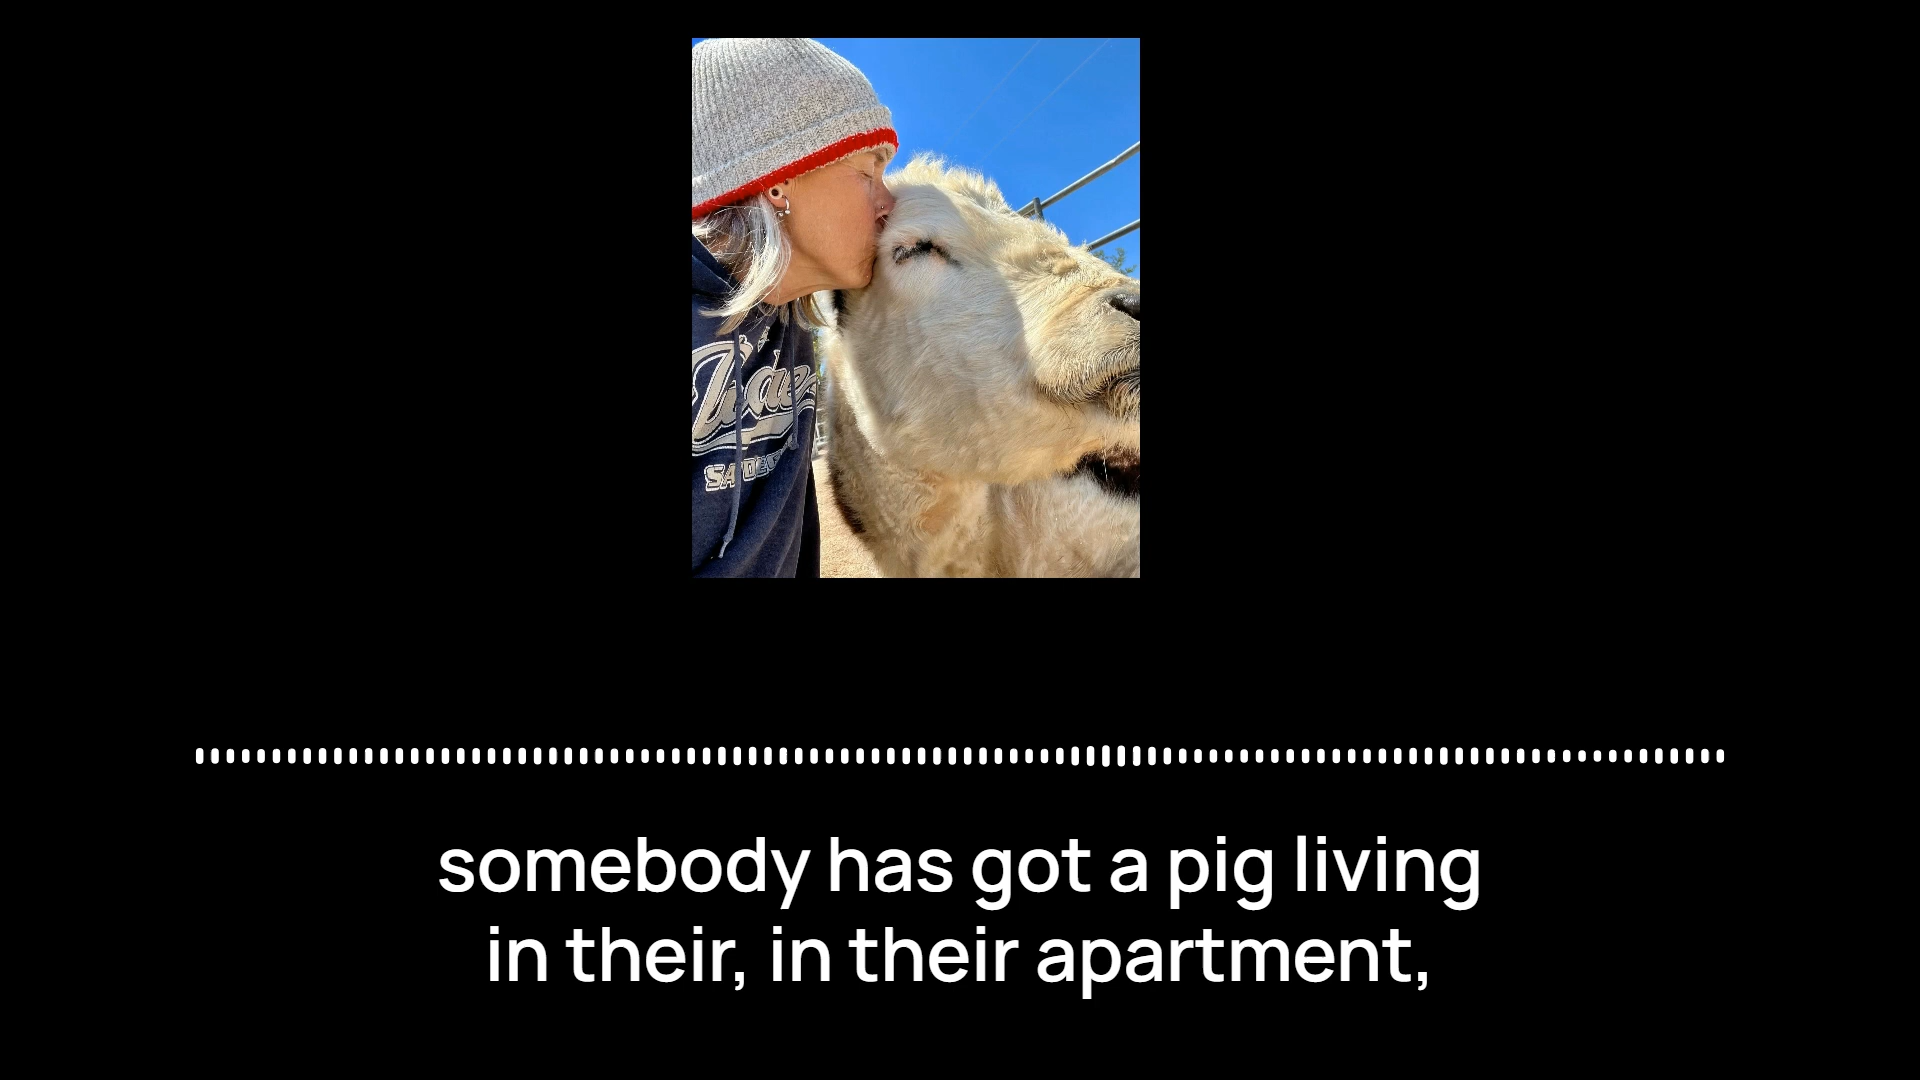 somebody has got a pig living
in their, in their apartment,